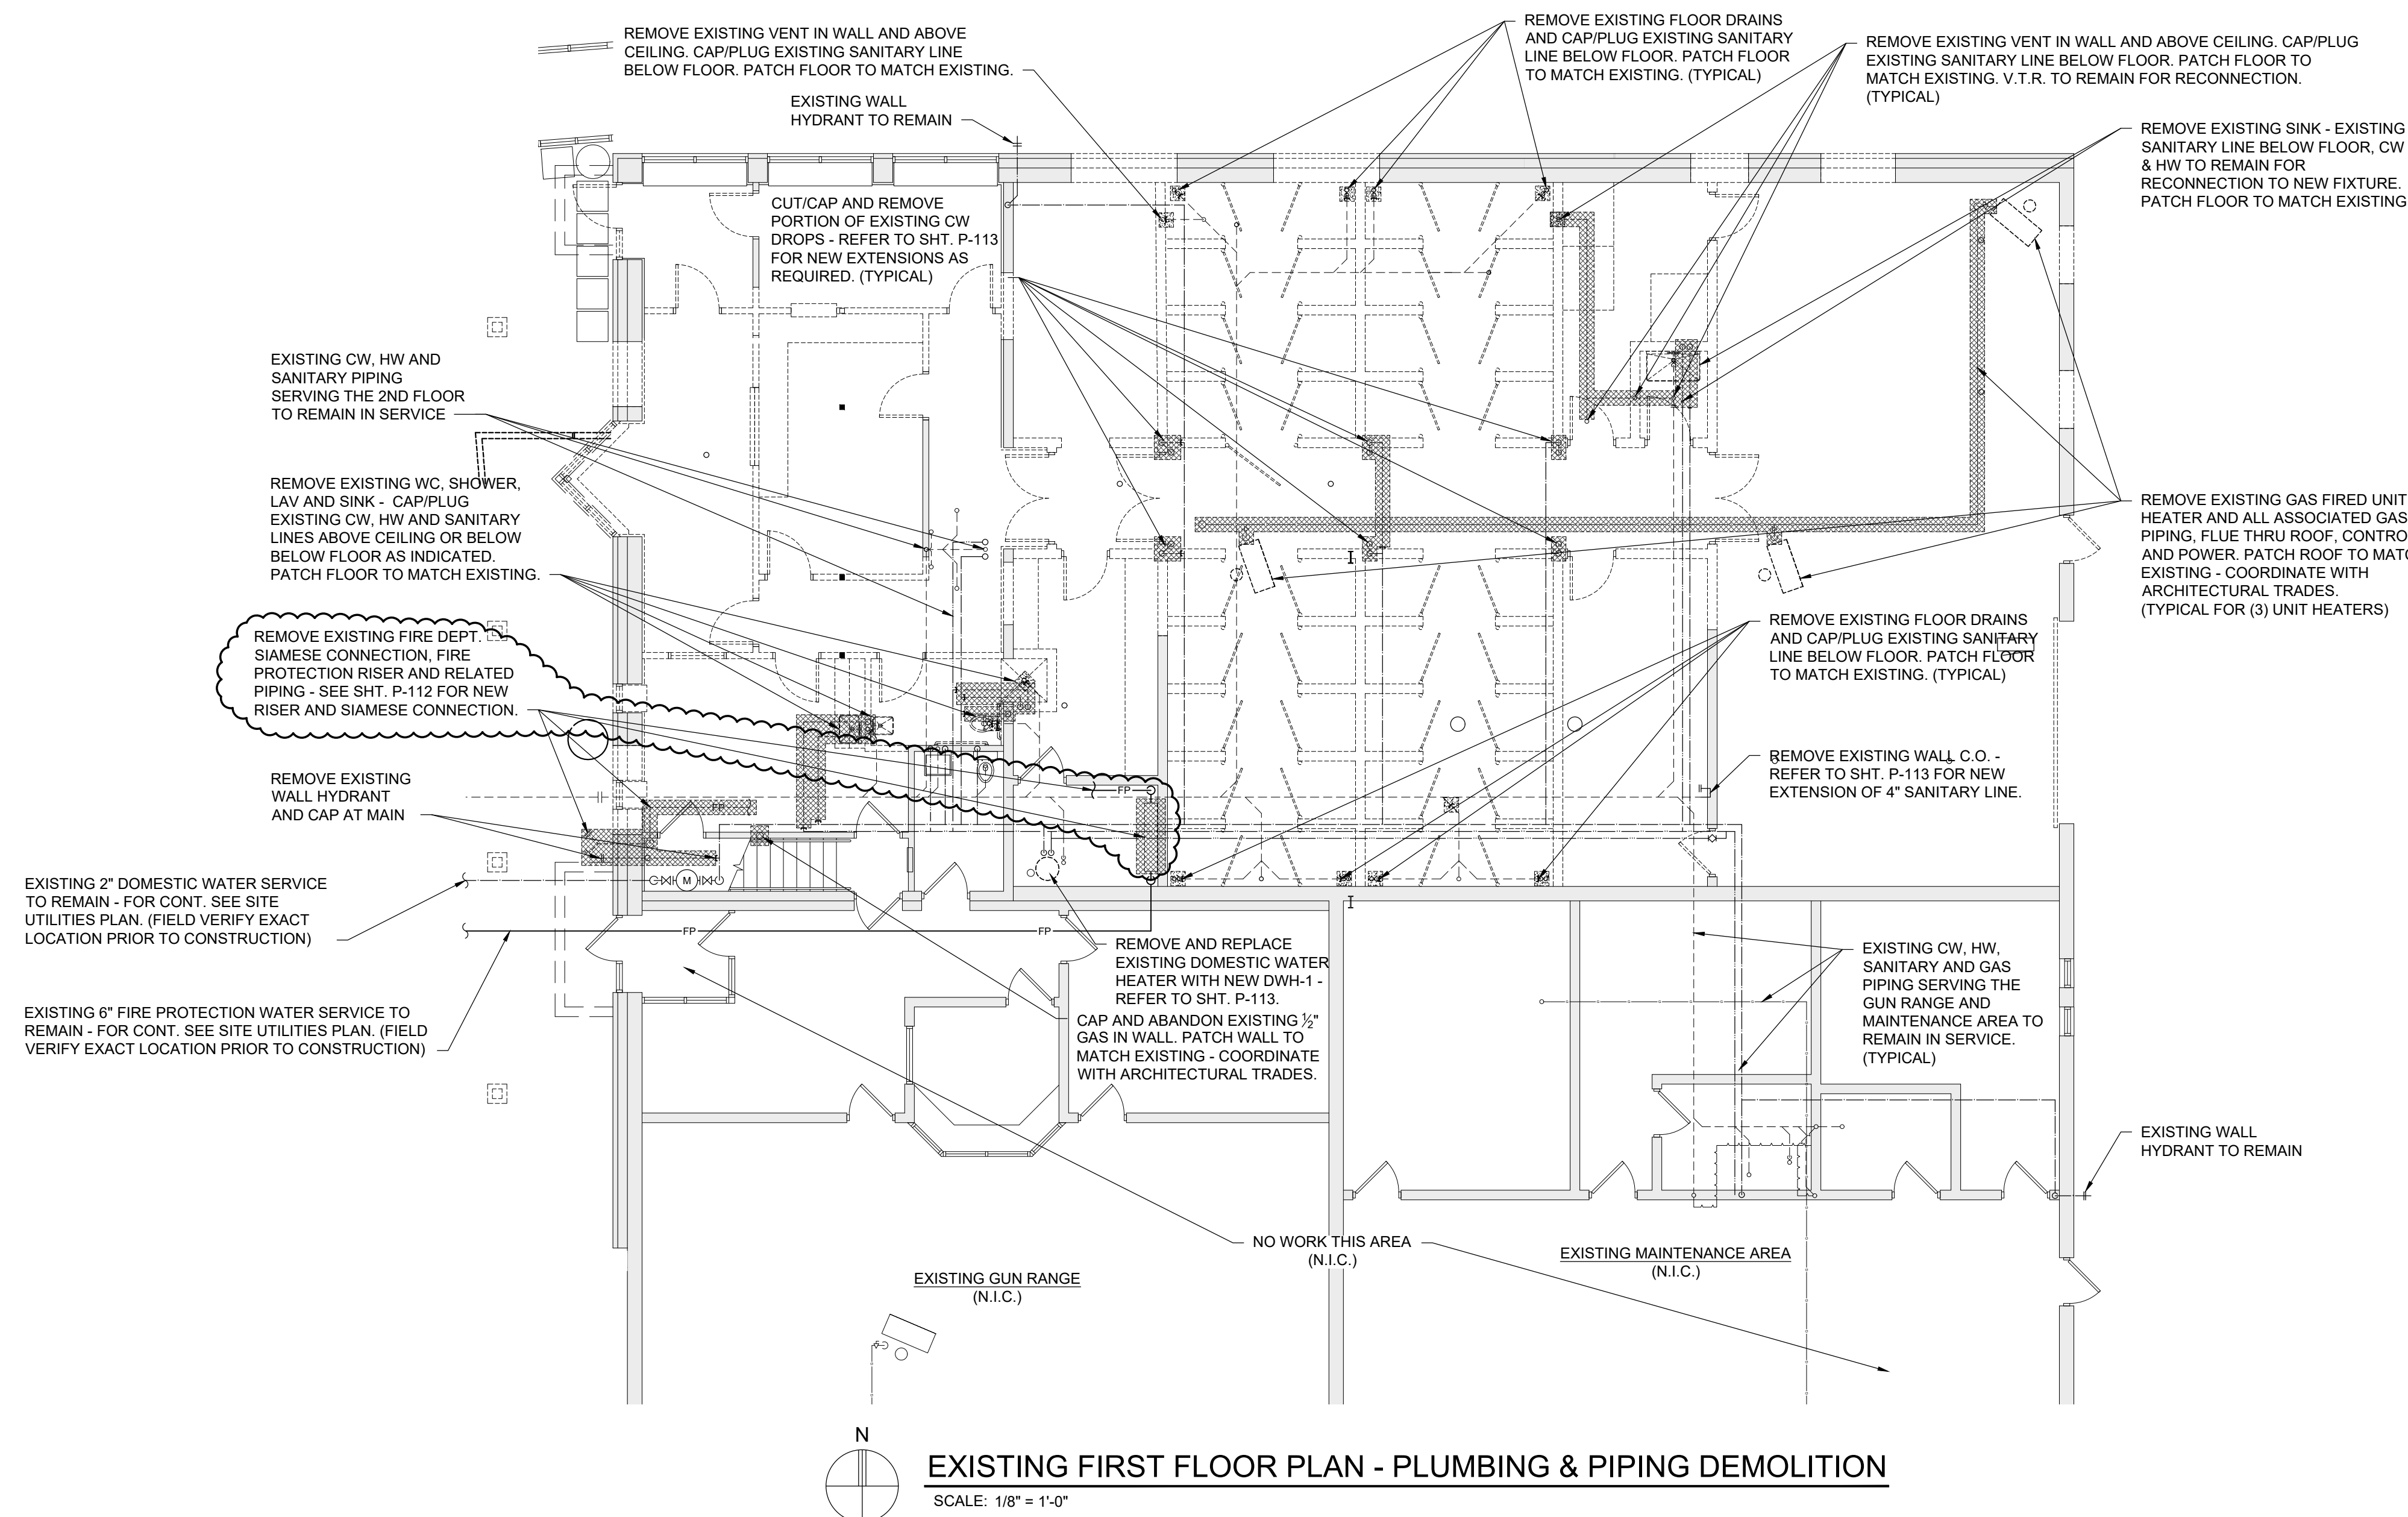 REMOVE EXISTING VENT IN WALL AND ABOVE
CEILING. CAP/PLUG EXISTING SANITARY LINE
BELOW FLOOR. PATCH FLOOR TO MATCH EXISTING.
EXISTING WALL
HYDRANT TO REMAIN
REMOVE EXISTING FLOOR DRAINS
AND CAP/PLUG EXISTING SANITARY
LINE BELOW FLOOR. PATCH FLOOR
TO MATCH EXISTING. (TYPICAL)
REMOVE EXISTING VENT IN WALL AND ABOVE CEILING. CAP/PLUG
EXISTING SANITARY LINE BELOW FLOOR. PATCH FLOOR TO
MATCH EXISTING. V.T.R. TO REMAIN FOR RECONNECTION.
(TYPICAL)
REMOVE EXISTING SINK - EXISTING
SANITARY LINE BELOW FLOOR, CW
& HW TO REMAIN FOR
RECONNECTION TO NEW FIXTURE.
PATCH FLOOR TO MATCH EXISTING
CUT/CAP AND REMOVE
PORTION OF EXISTING CW
DROPS - REFER TO SHT. P-113
FOR NEW EXTENSIONS AS
REQUIRED. (TYPICAL)
EXISTING CW, HW AND
SANITARY PIPING
SERVING THE 2ND FLOOR
TO REMAIN IN SERVICE
REMOVE EXISTING WC, SHOWER,
LAV AND SINK - CAP/PLUG
EXISTING CW, HW AND SANITARY
LINES ABOVE CEILING OR BELOW
BELOW FLOOR AS INDICATED.
PATCH FLOOR TO MATCH EXISTING.
REMOVE EXISTING GAS FIRED UNIT
HEATER AND ALL ASSOCIATED GAS
PIPING, FLUE THRU ROOF, CONTRO
AND POWER. PATCH ROOF TO MATC
EXISTING - COORDINATE WITH
ARCHITECTURAL TRADES.
(TYPICAL FOR (3) UNIT HEATERS)
REMOVE EXISTING FIRE DEPT.
SIAMESE CONNECTION, FIRE
PROTECTION RISER AND RELATED
PIPING - SEE SHT. P-112 FOR NEW
RISER AND SIAMESE CONNECTION.
REMOVE EXISTING FLOOR DRAINS
AND CAP/PLUG EXISTING SANITARY
LINE BELOW FLOOR. PATCH FLOOR
TO MATCH EXISTING. (TYPICAL)
REMOVE EXISTING
WALL HYDRANT
AND CAP AT MAIN
FP
FP
REMOVE EXISTING WALL C.O. -
REFER TO SHT. P-113 FOR NEW
EXTENSION OF 4" SANITARY LINE.
M
EXISTING 2" DOMESTIC WATER SERVICE
TO REMAIN - FOR CONT. SEE SITE
UTILITIES PLAN. (FIELD VERIFY EXACT
LOCATION PRIOR TO CONSTRUCTION)
FP
FP
EXISTING 6" FIRE PROTECTION WATER SERVICE TO
REMAIN - FOR CONT. SEE SITE UTILITIES PLAN. (FIELD
VERIFY EXACT LOCATION PRIOR TO CONSTRUCTION)
REMOVE AND REPLACE
EXISTING DOMESTIC WATER
HEATER WITH NEW DWH-1 -
REFER TO SHT. P-113.
CAP AND ABANDON EXISTING ½"
GAS IN WALL. PATCH WALL TO
MATCH EXISTING - COORDINATE
WITH ARCHITECTURAL TRADES.
EXISTING CW, HW,
SANITARY AND GAS
PIPING SERVING THE
GUN RANGE AND
MAINTENANCE AREA TO
REMAIN IN SERVICE.
(TYPICAL)
EXISTING WALL
HYDRANT TO REMAIN
NO WORK THIS AREA
(N.I.C.)
EXISTING MAINTENANCE AREA
(N.I.C.)
EXISTING GUN RANGE
(N.I.C.)
N
EXISTING FIRST FLOOR PLAN - PLUMBING & PIPING DEMOLITION
SCALE: 1/8" = 1'-0"